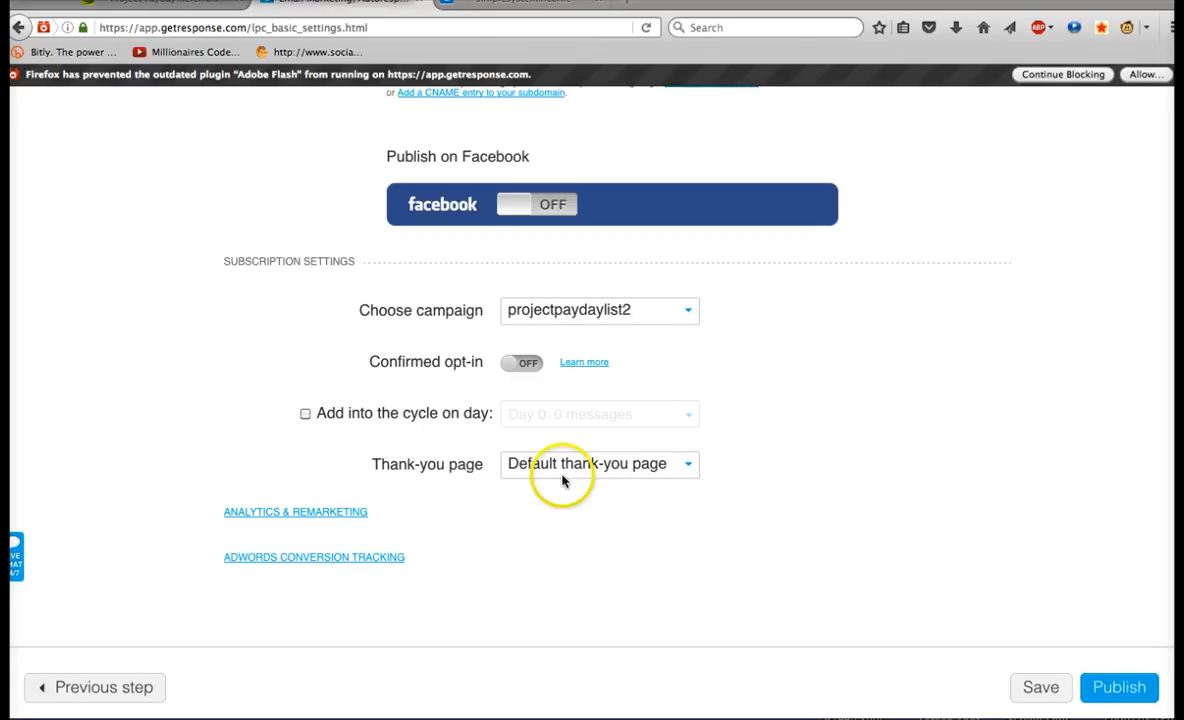 https://app.getresponse.com/lpc_basic_settings.html
Search
ABP
Bitly. The power ...
Millionaires Code...
http://www.socia...
Firefox has prevented the outdated plugin "Adobe Flash" from running on https://app.getresponse.com.
Continue Blocking
Allow...
or Add a CNAME entry to your subdomain.
Publish on Facebook
facebook
OFF
SUBSCRIPTION SETTINGS
Choose campaign
projectpaydaylist2
Confirmed opt-in
OFF
Learn more
Add into the cycle on day:
Day 0, 0 messages
Thank-you page
Default thank-you page
ANALYTICS & REMARKETING
ADWORDS CONVERSION TRACKING
Previous step
Save
Publish